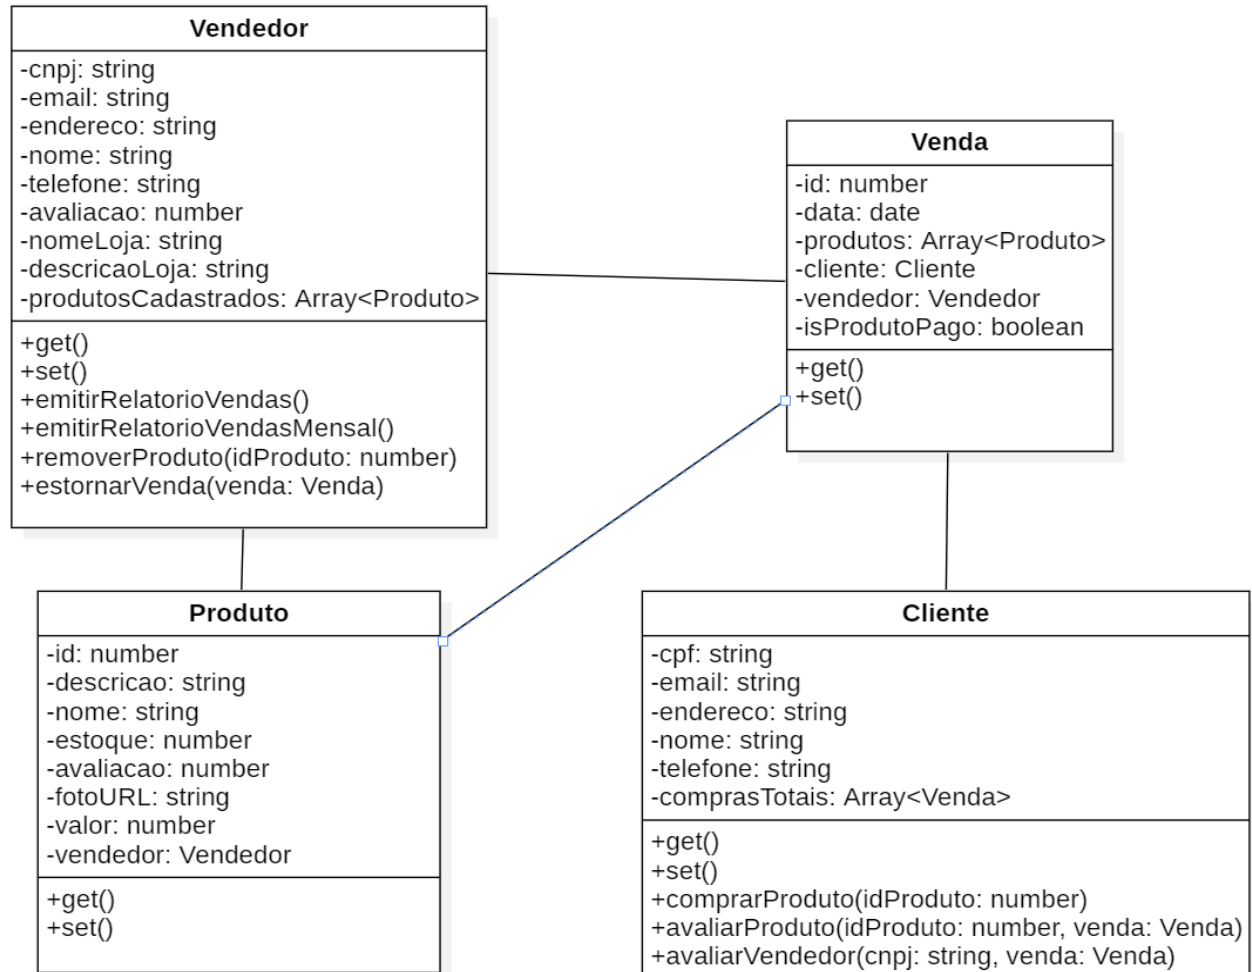 Vendedor
-cnpj: string
-email: string
-endereco: string
-nome: string
-telefone: string
-avaliacao: number
-nomeLoja: string
-descricaoLoja: string
-produtosCadastrados: Array<Produto>
+get()
+set()
+emitirRelatorioVendas()
+emitirRelatorioVendasMensal()
+removerProduto(idProduto: number)
+estornarVenda(venda: Venda)
Venda
-id: number
-data: date
-produtos: Array<Produto>
-cliente: Cliente
-vendedor: Vendedor
-isProdutoPago: boolean
+get()
+set()
Produto
-id: number
-descricao: string
-nome: string
-estoque: number
-avaliacao: number
-fotoURL: string
-valor: number
-vendedor: Vendedor
+get()
+set()
Cliente
-cpf: string
-email: string
-endereco: string
-nome: string
-telefone: string
-comprasTotais: Array<Venda>
+get()
+set()
+comprarProduto(idProduto: number)
+avaliarProduto(idProduto: number, venda: Venda)
+avaliarVendedor(cnpj: string, venda: Venda)